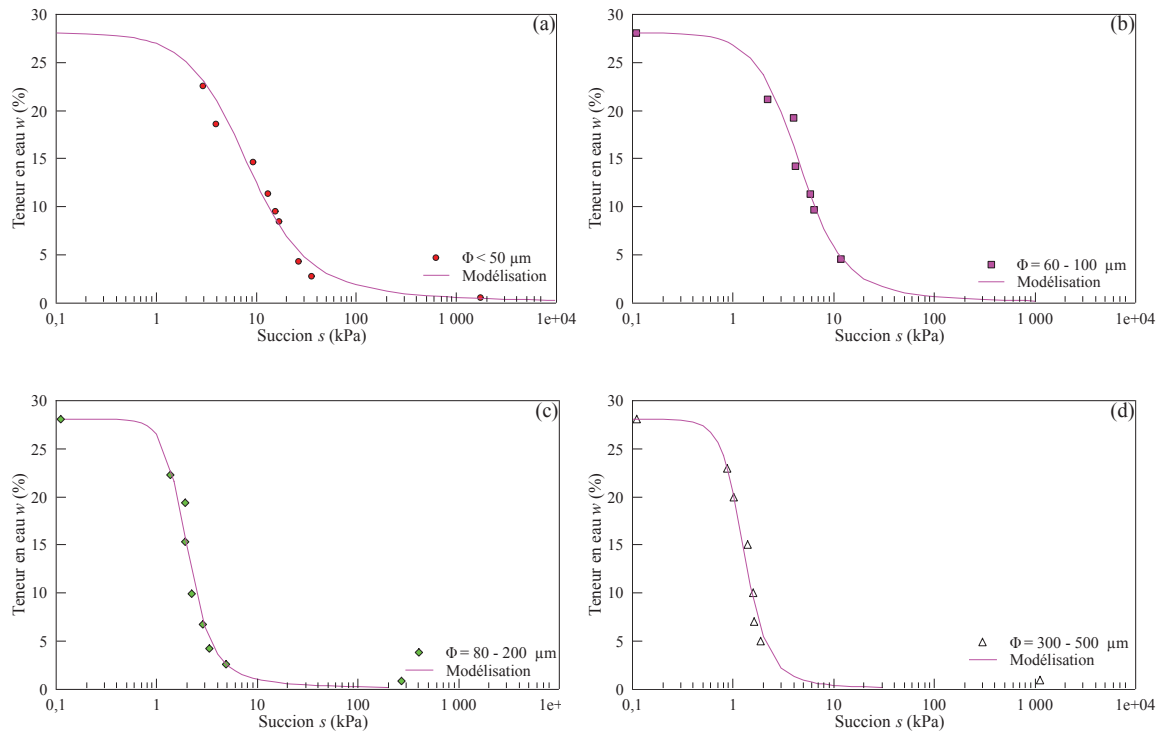 (a)
30
25
20
15
10
5
0
Teneur en eau w (%)
Φ < 50 µm
Modélisation
0,1 1 10 100 1 000 1e+04
Succion s (kPa)
(b)
30
25
20
15
10
5
0
Teneur en eau w (%)
Φ = 60 - 100 µm
Modélisation
0,1 1 10 100 1 000 1e+04
Succion s (kPa)
(c)
30
25
20
15
10
5
0
Teneur en eau w (%)
Φ = 80 - 200 µm
Modélisation
0,1 1 10 100 1 000 1e+
Succion s (kPa)
(d)
30
25
20
15
10
5
0
Teneur en eau w (%)
Φ = 300 - 500 µm
Modélisation
0,1 1 10 100 1 000 1e+04
Succion s (kPa)